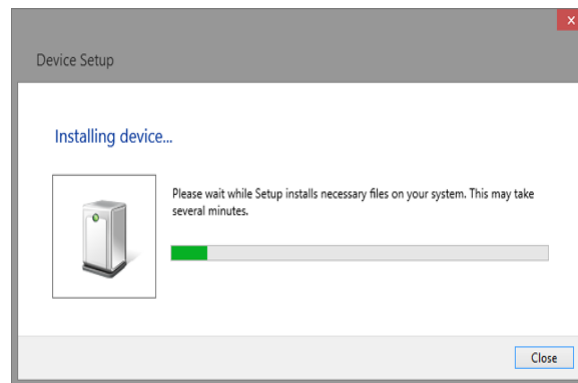 Device Setup
Installing device...
Please wait while Setup installs necessary files on your system. This may take
several minutes.
Close